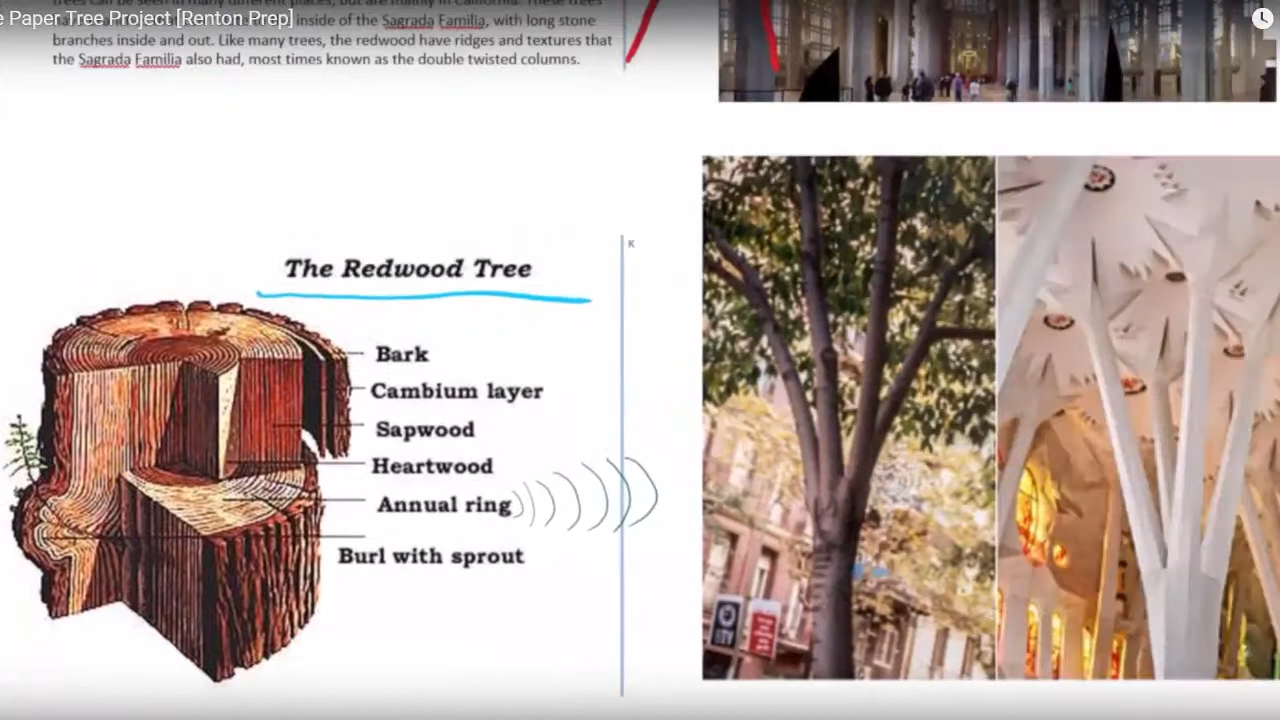 e Paper Tree Project [Renton Prep]
inside of the Sagrada Familia, with long stone
branches inside and out. Like many trees, the redwood have ridges and textures that
the Sagrada Familia also had, most times known as the double twisted columns.
K
The Redwood Tree
Bark
Cambium layer
Sapwood
Heartwood
Annual ring
Burl with sprout